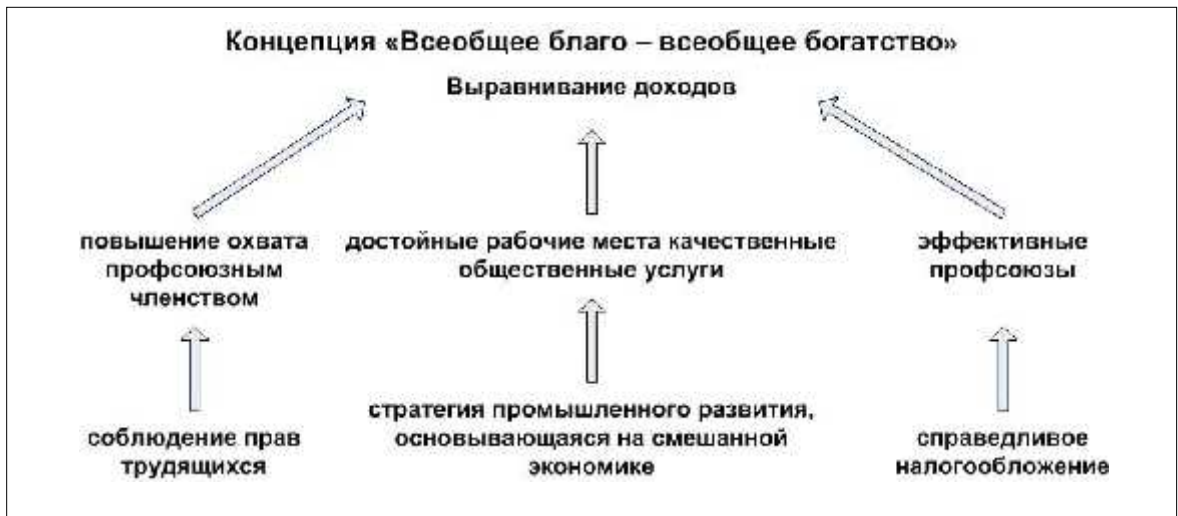 Концепция «Всеобщее благо – всеобщее богатство»
Выравнивание доходов
повышение охвата
профсоюзным
членством
достойные рабочие места качественные
общественные услуги
эффективные
профсоюзы
соблюдение прав
трудящихся
стратегия промышленного развития,
основывающаяся на смешанной
экономике
справедливое
налогообложение